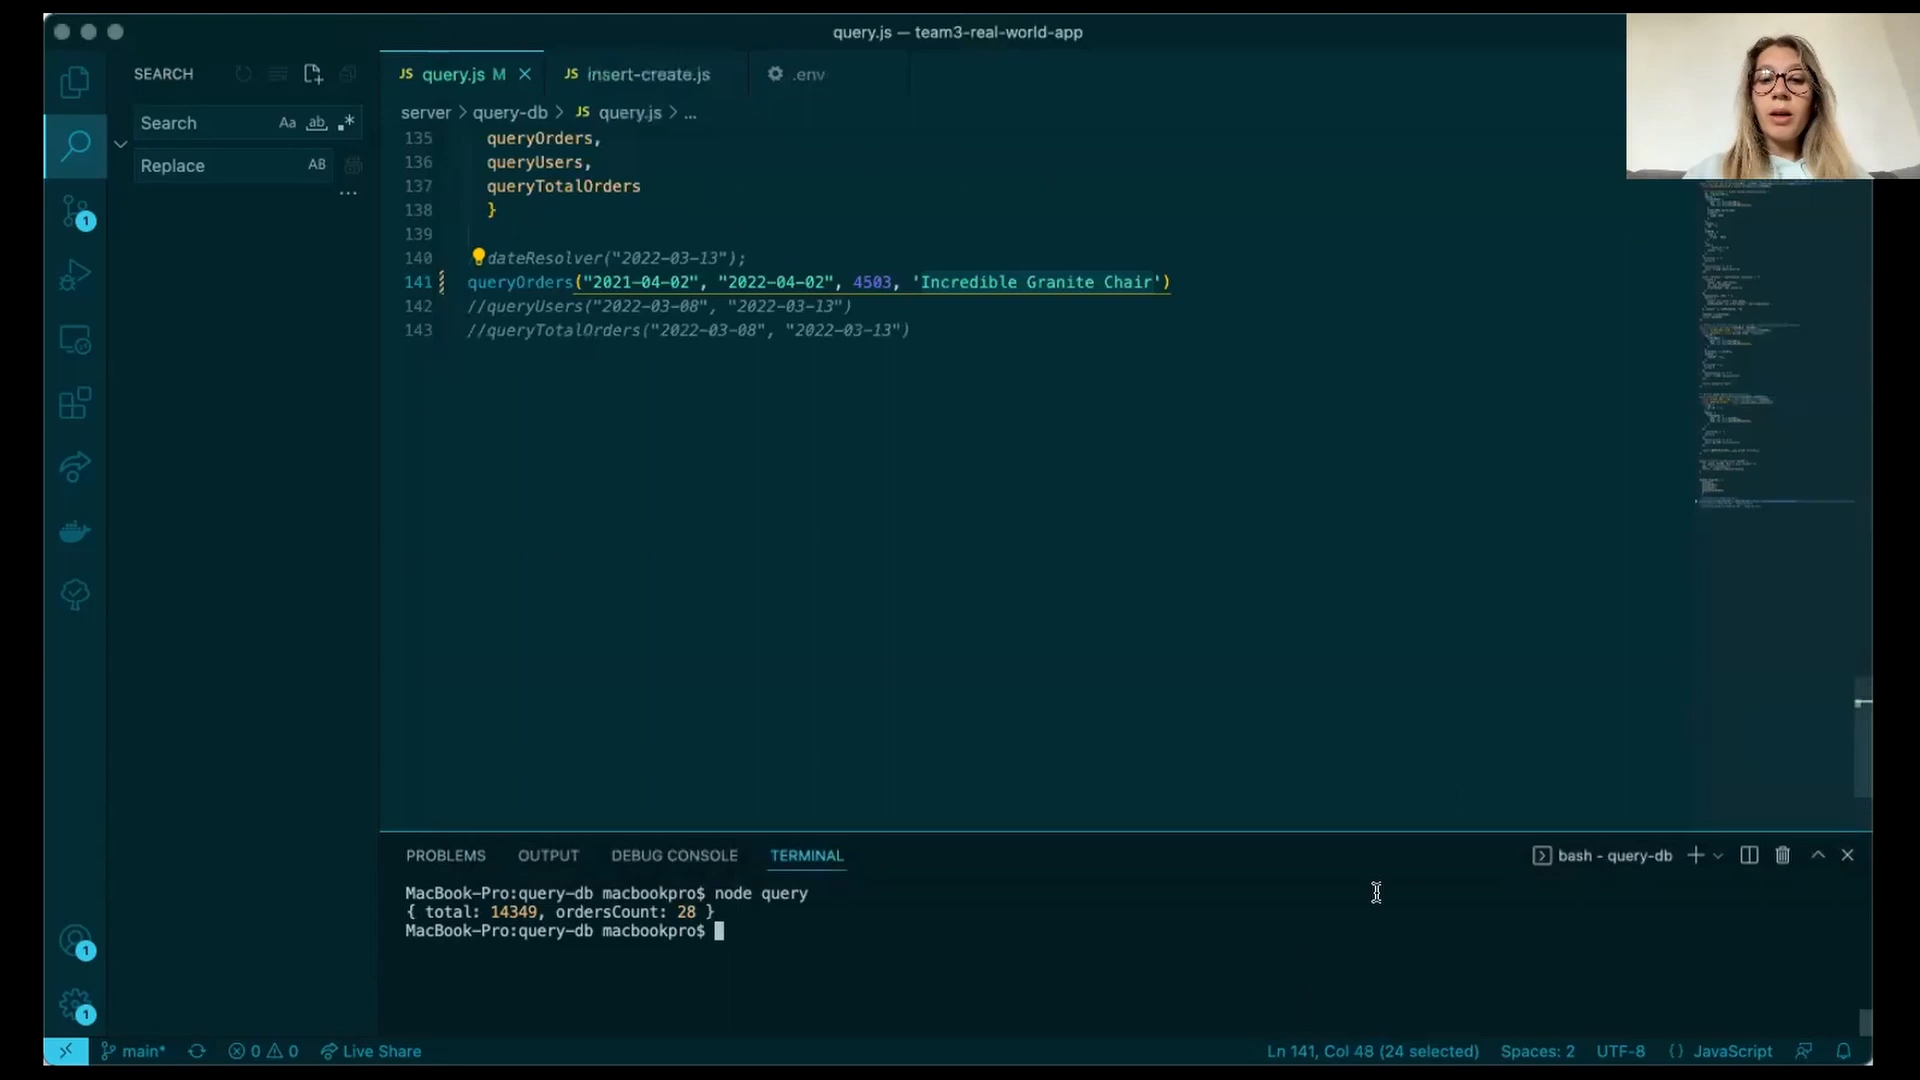 query.js — team3-real-world-app
SEARCH
Search
Aa
ab
.*
Replace
AB
...
1
1
1
JS query.js M
JS insert-create.js
.env
server > query-db > JS query.js > ...
135 queryOrders,
136 queryUsers,
137 queryTotalOrders
138 }
139
140 dateResolver("2022-03-13");
141 queryOrders("2021-04-02", "2022-04-02", 4503, 'Incredible Granite Chair')
142 //queryUsers("2022-03-08", "2022-03-13")
143 //queryTotalOrders("2022-03-08", "2022-03-13")
PROBLEMS OUTPUT DEBUG CONSOLE TERMINAL
bash - query-db
MacBook-Pro:query-db macbookpro$ node query
{ total: 14349, ordersCount: 28 }
MacBook-Pro:query-db macbookpro$
main* 0 0 Live Share
Ln 141, Col 48 (24 selected) Spaces: 2 UTF-8 {} JavaScript